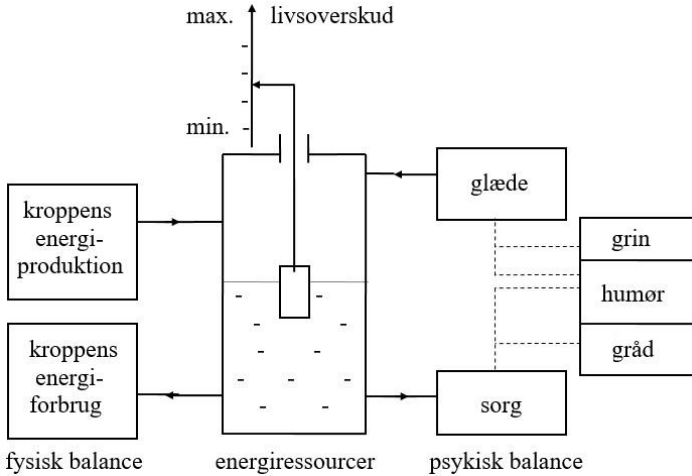 max.
livsoverskud
min.
kroppens
energi-
produktion
kroppens
energi-
forbrug
glæde
sorg
grin
humør
gråd
fysisk balance
energiressourcer
psykisk balance